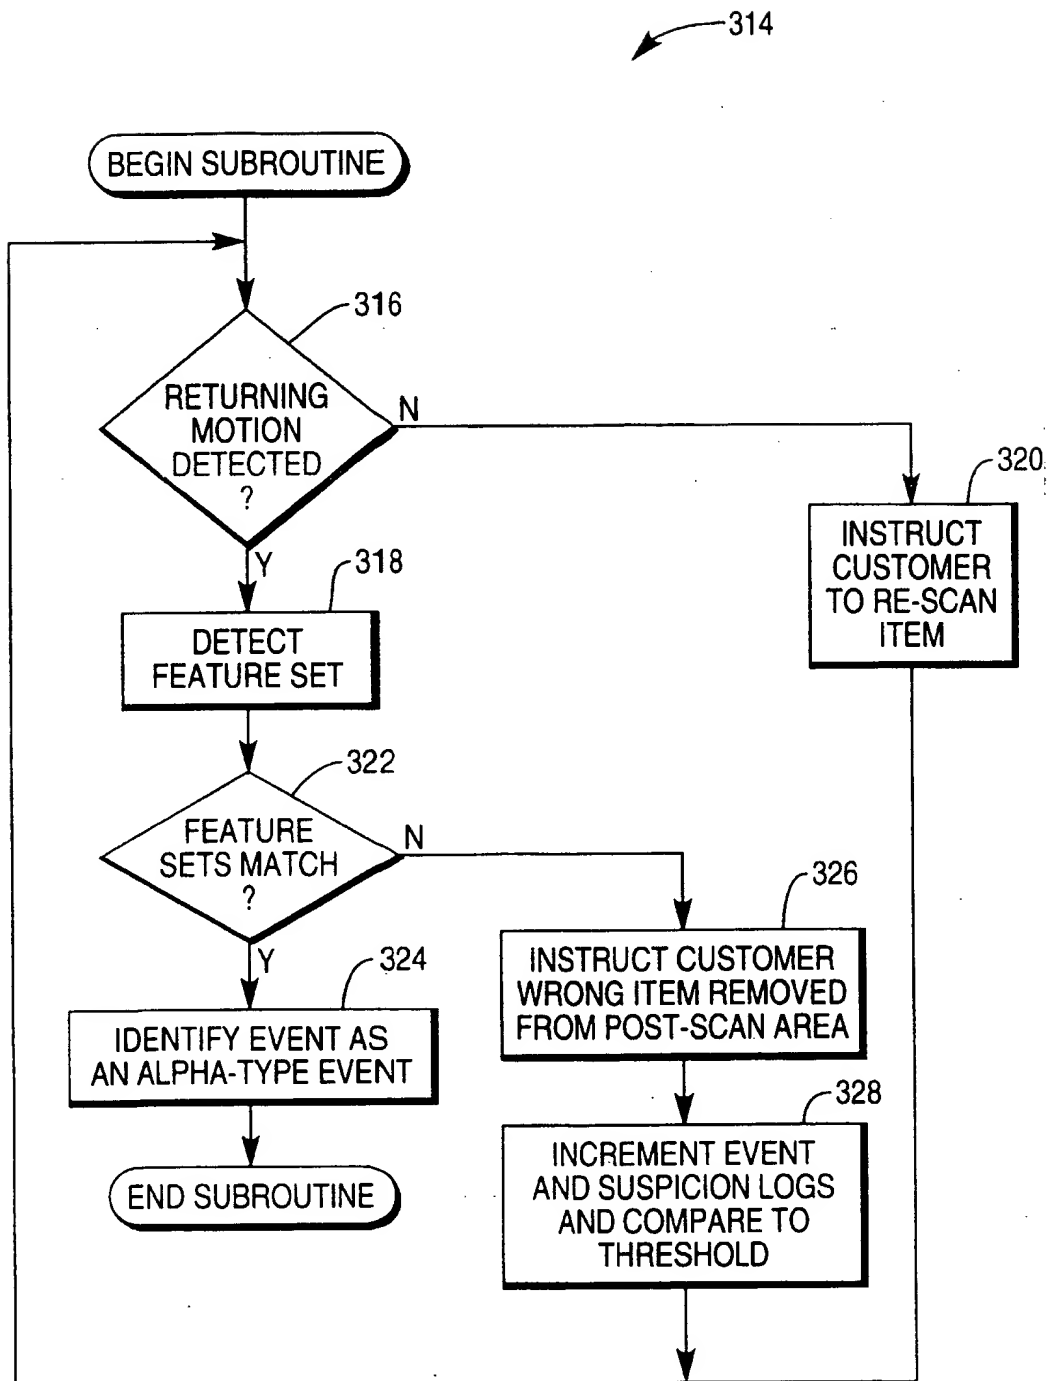 314
BEGIN SUBROUTINE
316
RETURNING
MOTION
DETECTED
?
N
Y
320
INSTRUCT
CUSTOMER
TO RE-SCAN
ITEM
318
DETECT
FEATURE SET
322
FEATURE
SETS MATCH
?
N
Y
326
INSTRUCT CUSTOMER
WRONG ITEM REMOVED
FROM POST-SCAN AREA
324
IDENTIFY EVENT AS
AN ALPHA-TYPE EVENT
328
INCREMENT EVENT
AND SUSPICION LOGS
AND COMPARE TO
THRESHOLD
END SUBROUTINE